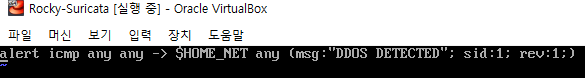 Rocky-Suricata [실행 중] - Oracle VirtualBox
파일 머신 보기 입력 장치 도움말
alert icmp any any -> $HOME_NET any (msg:"DDOS DETECTED"; sid:1; rev:1;)
~